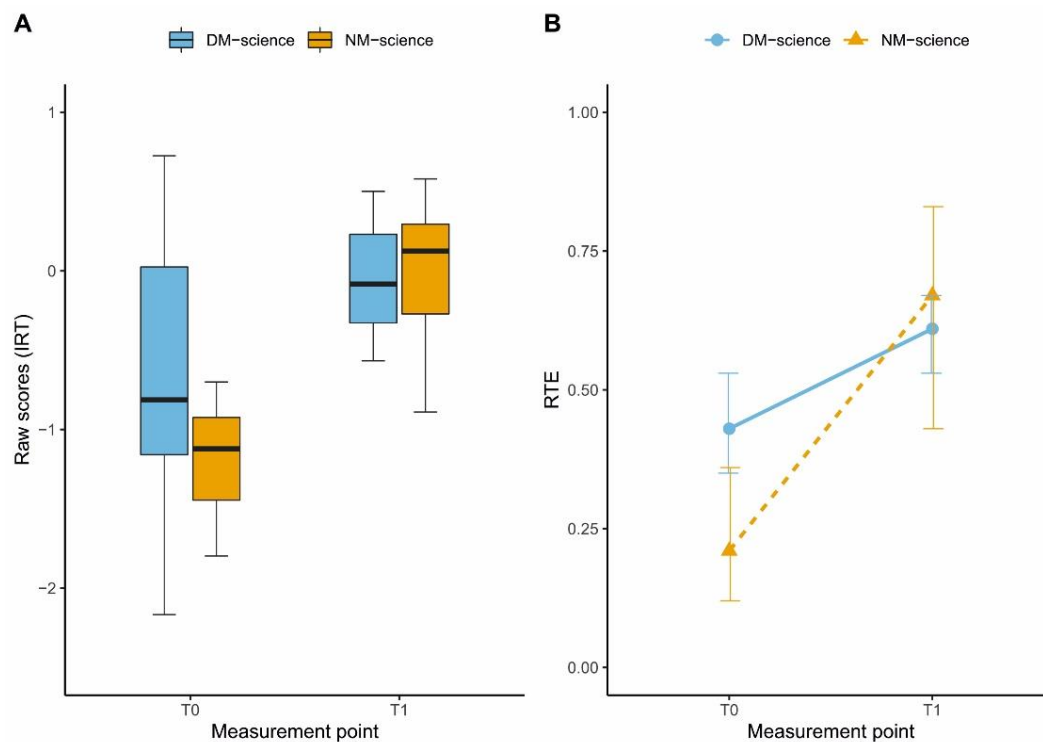 A
DM−science NM−science
Raw scores (IRT)
1
0
−1
−2
T0 T1
Measurement point
B
DM−science NM−science
RTE
1.00
0.75
0.50
0.25
0.00
T0 T1
Measurement point